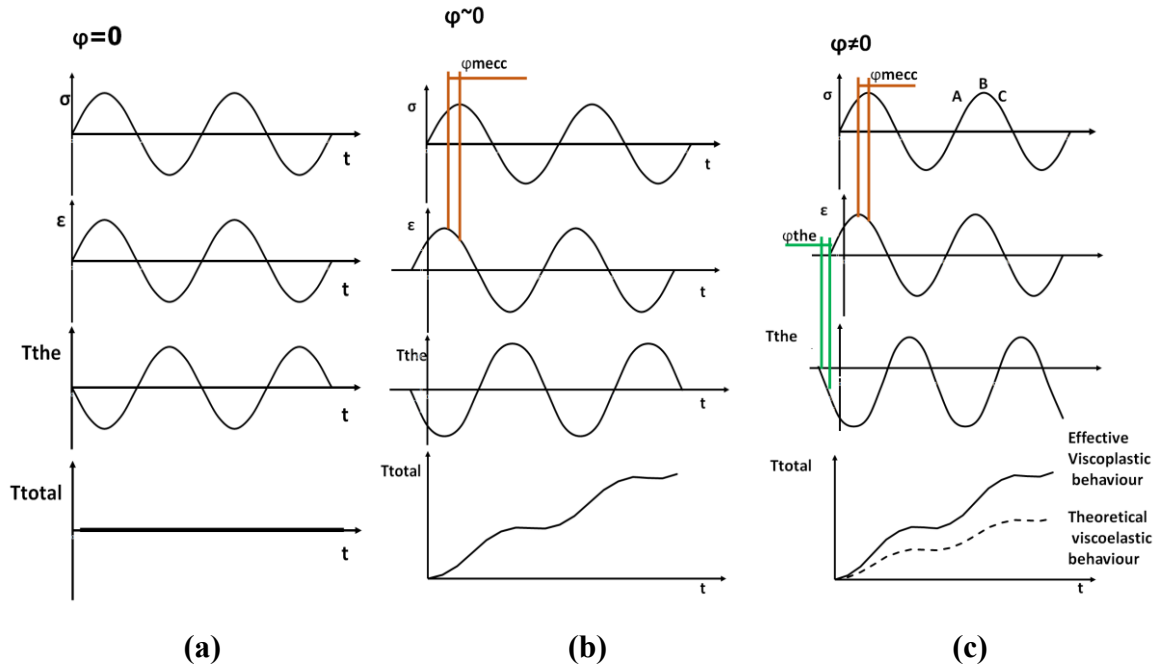 φ=0
σ
t
ε
t
Tthe
t
Ttotal
t
(a)
φ~0
φmecc
σ
t
ε
t
Tthe
t
Ttotal
t
(b)
φ≠0
φmecc
σ
A
B
C
ε
φthe
Tthe
Ttotal
t
Effective
Viscoplastic
behaviour
Theoretical
viscoelastic
behaviour
(c)